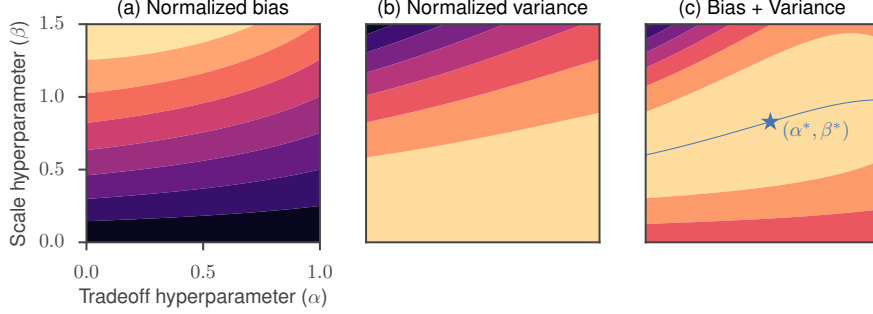 (a) Normalized bias
(b) Normalized variance
(c) Bias + Variance
Scale hyperparameter (β)
1.5
1.0
0.5
0.0
(α*, β*)
0.0 0.5 1.0
Tradeoff hyperparameter (α)